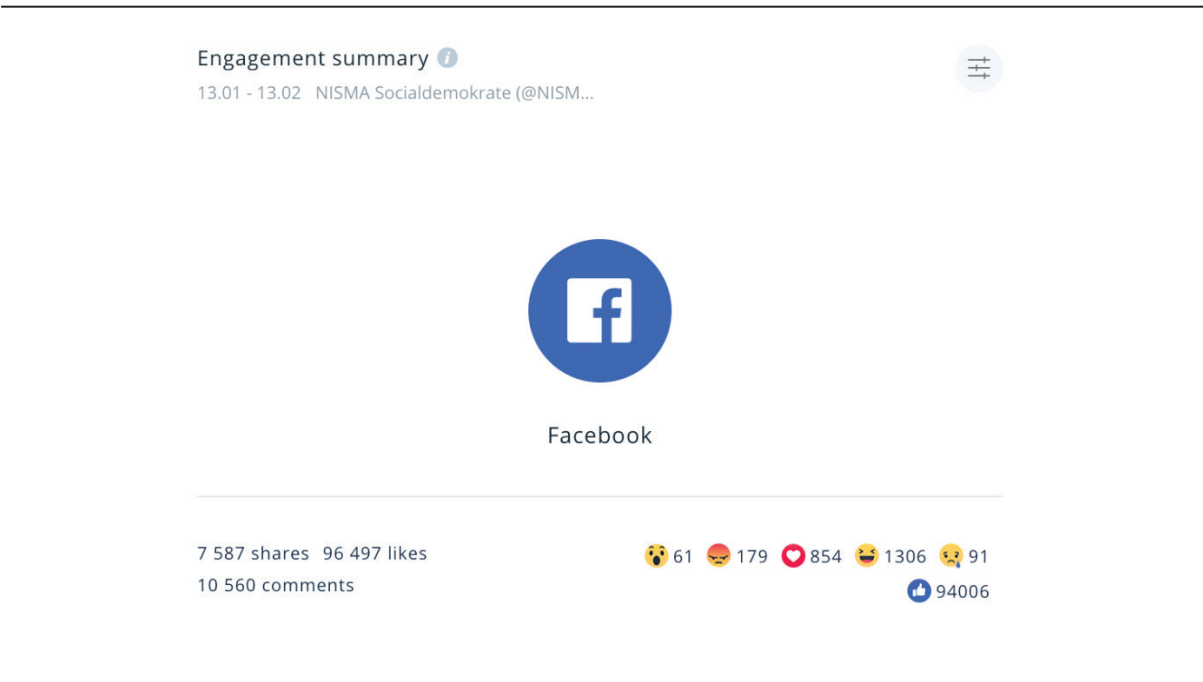 Engagement summary
13.01 - 13.02 NISMA Socialdemokrate (@NISM...
Facebook
7 587 shares 96 497 likes
10 560 comments
61 179 854 1306 91
94006